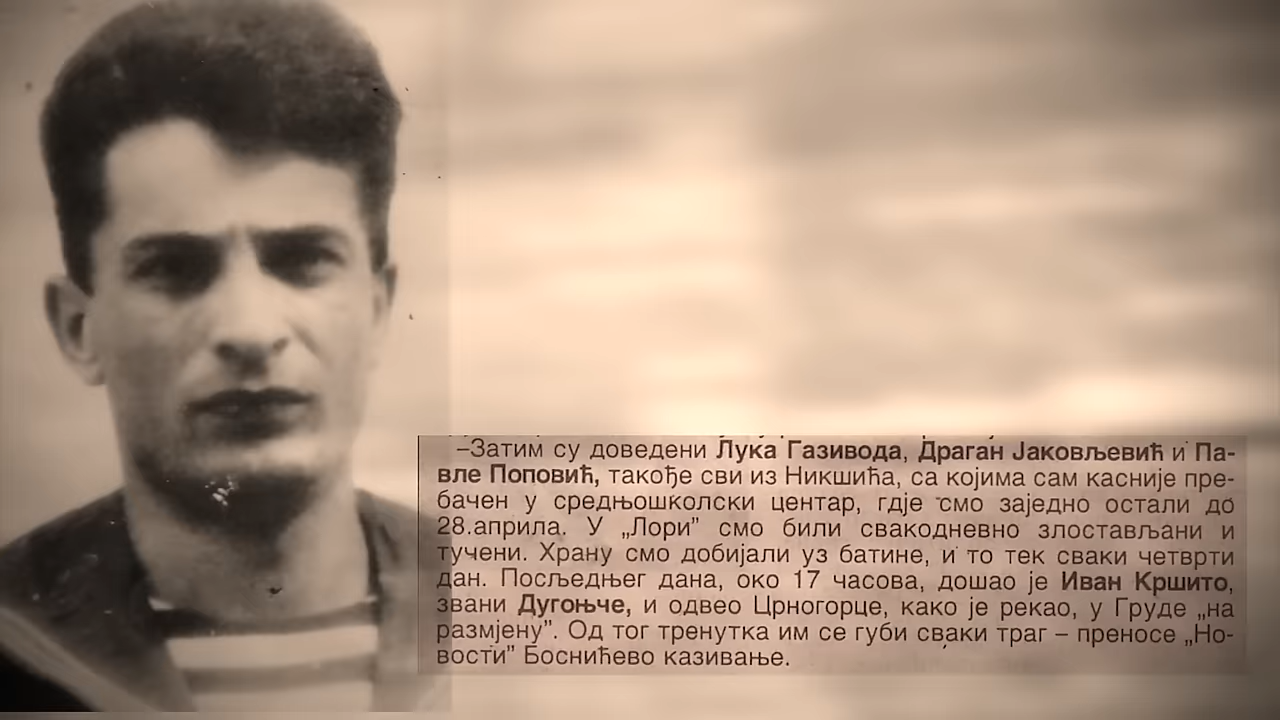 –Затим су доведени Лука Газивода, Драган Јаковљевић и Па-
вле Поповић, такође сви из Никшића, са којима сам касније пре-
бачен у средњошколски центар, гдје смо заједно остали до
28.априла. У „Лори” смо били свакодневно злостављани и
тучени. Храну смо добијали уз батине, и то тек сваки четврти
дан. Посљедњег дана, око 17 часова, дошао је Иван Кршито,
звани Дугоњче, и одвео Црногорце, како је рекао, у Груде „на
размјену”. Од тог тренутка им се губи сваки траг – преносе „Но-
вости” Боснићево казивање.